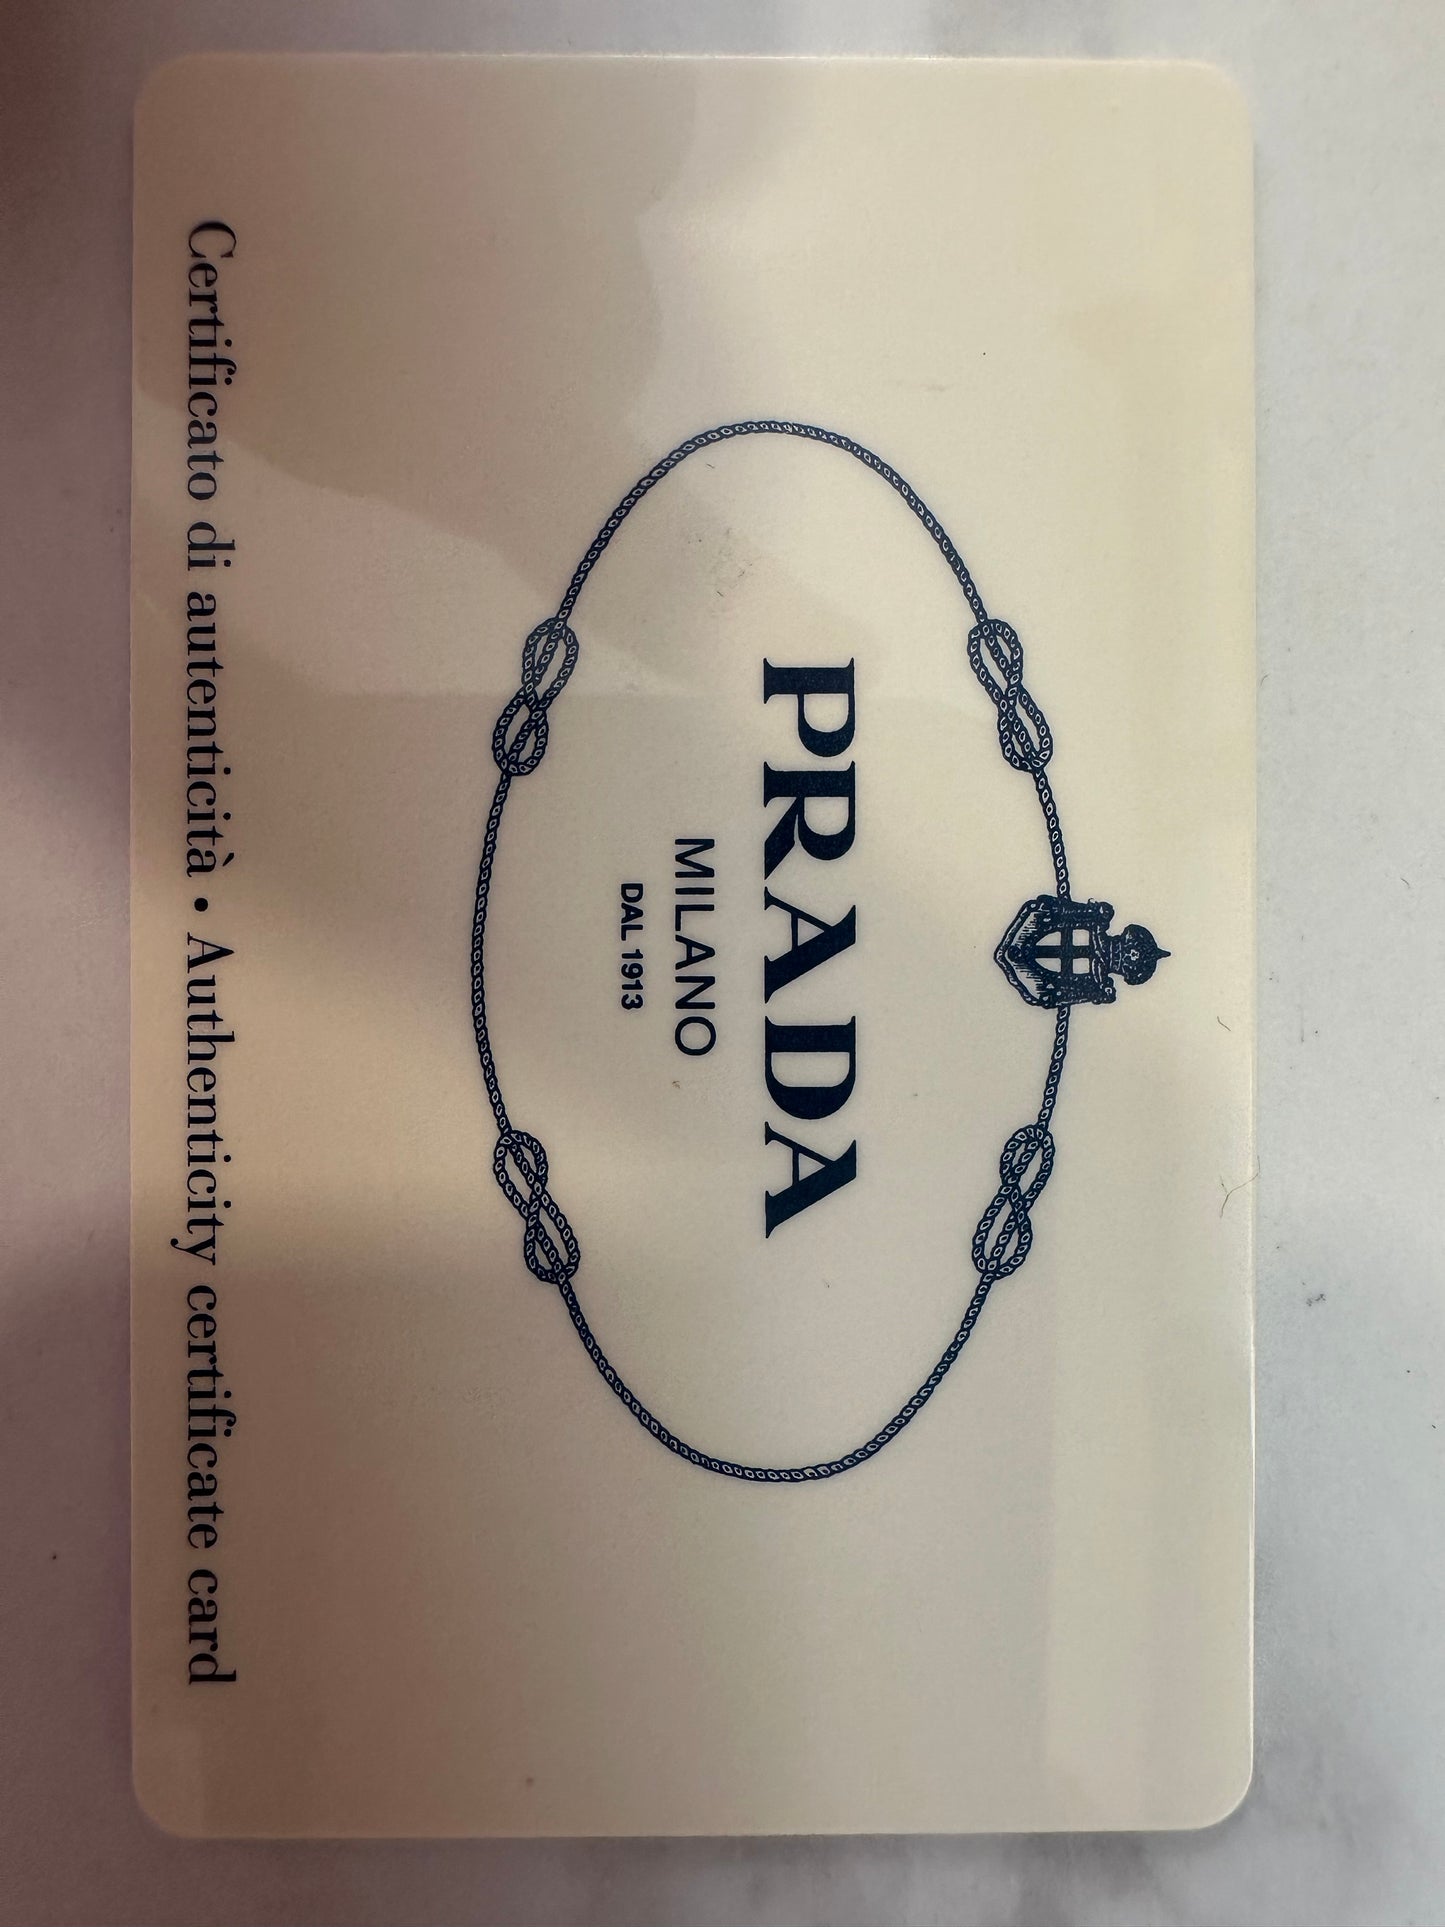 PRADA
MILANO
DAL 1913
Certificato di autenticità • Authenticity certificate card